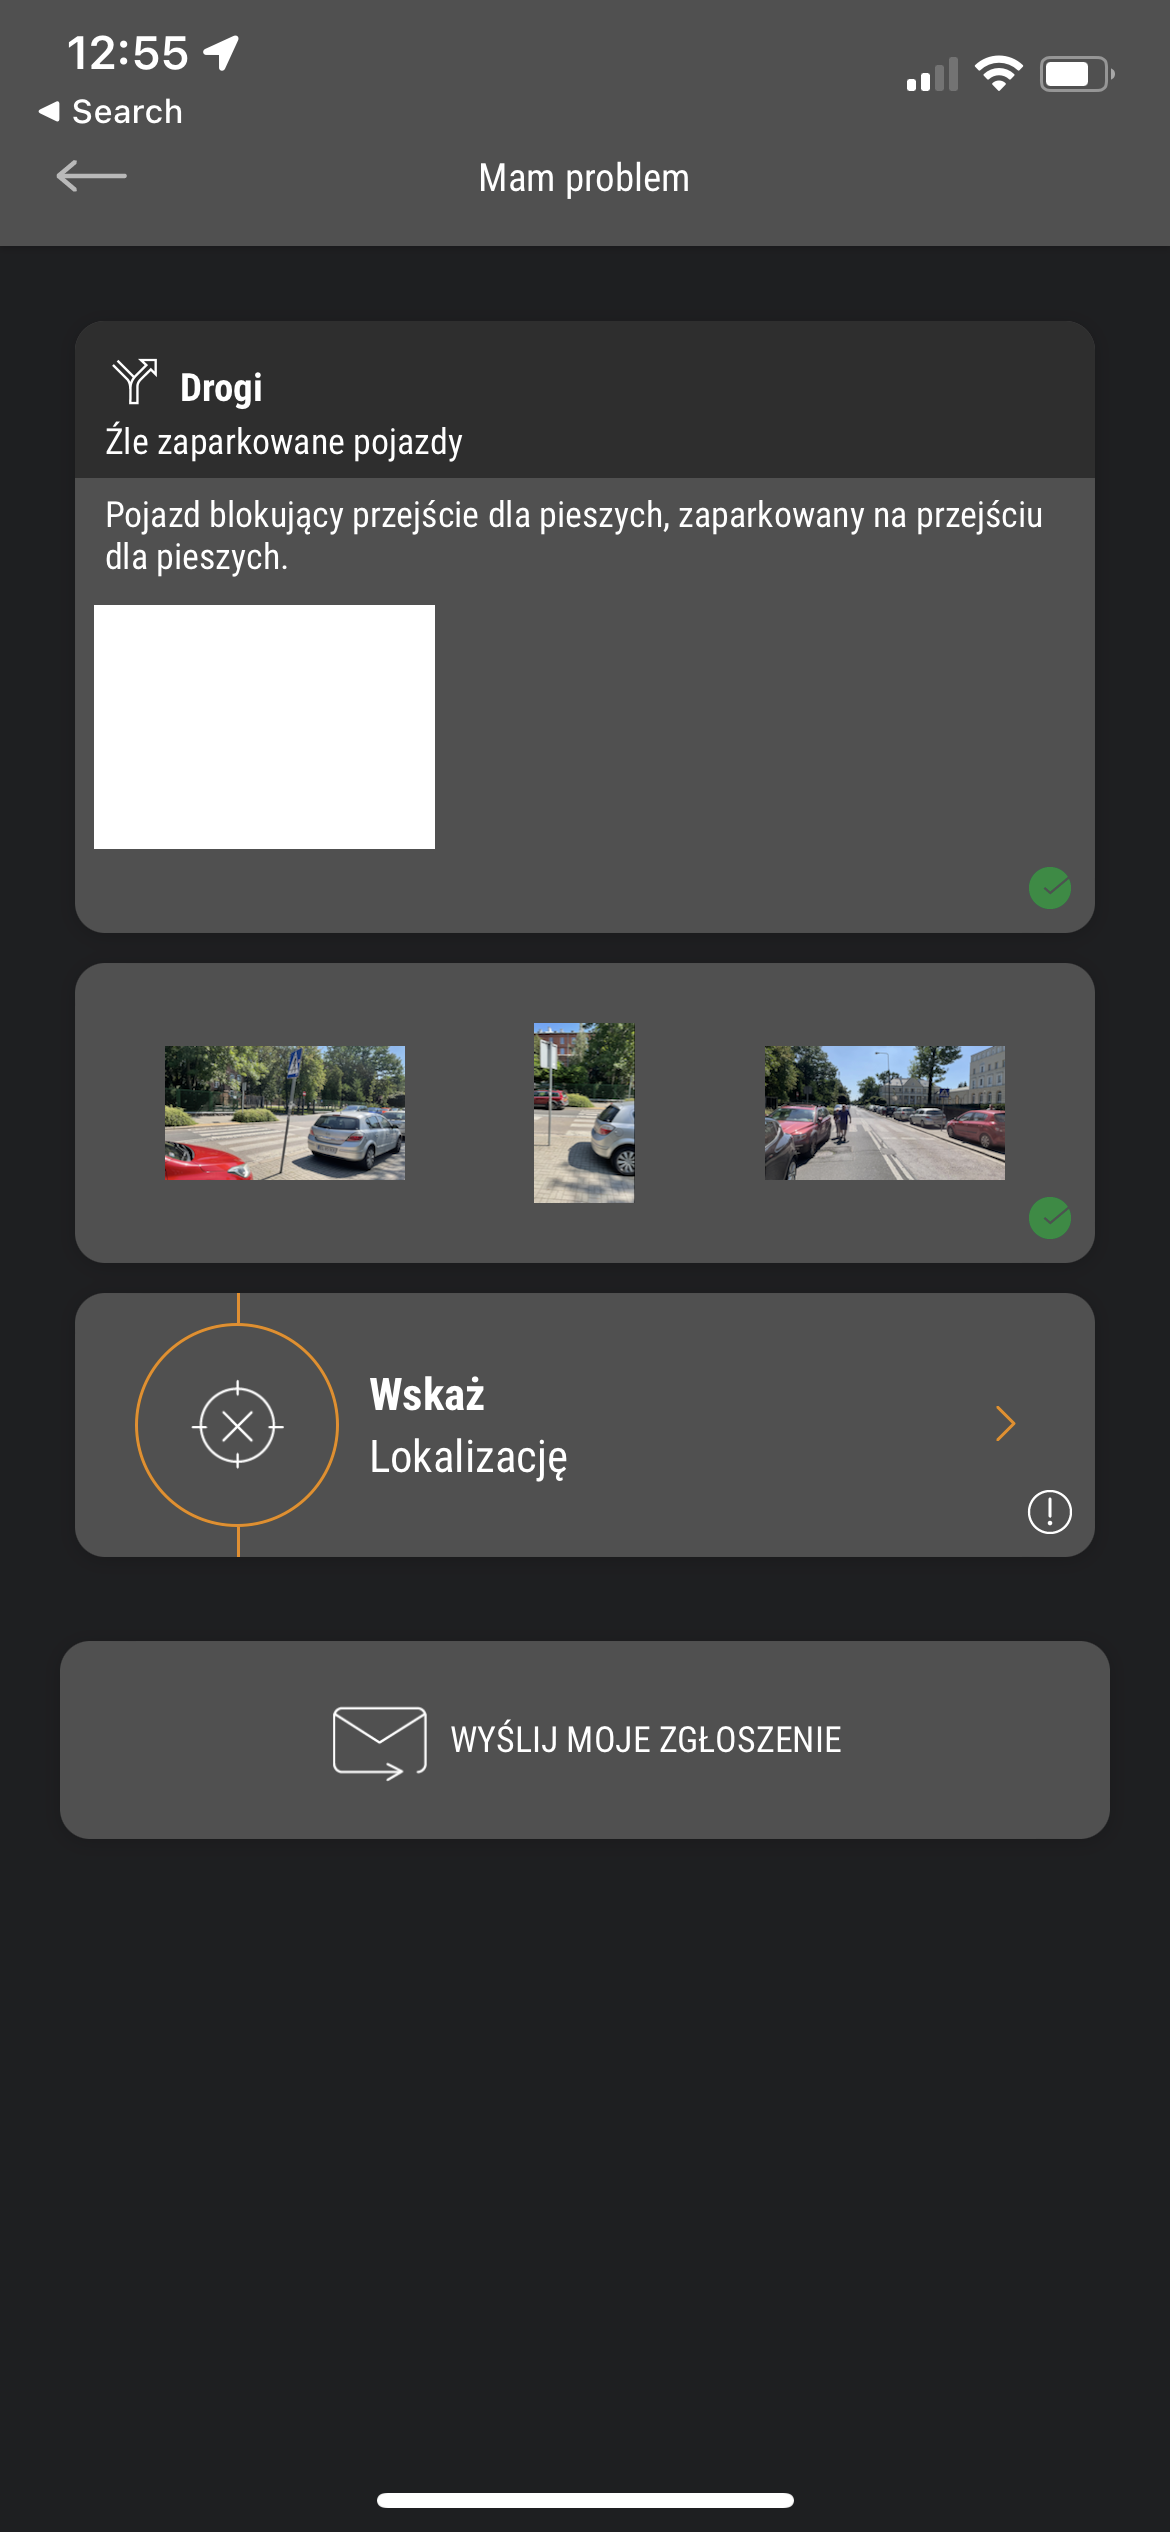 12:55
Search
Mam problem
Drogi
Źle zaparkowane pojazdy
Pojazd blokujący przejście dla pieszych, zaparkowany na przejściu
dla pieszych.
Wskaż
Lokalizację
WYŚLIJ MOJE ZGŁOSZENIE